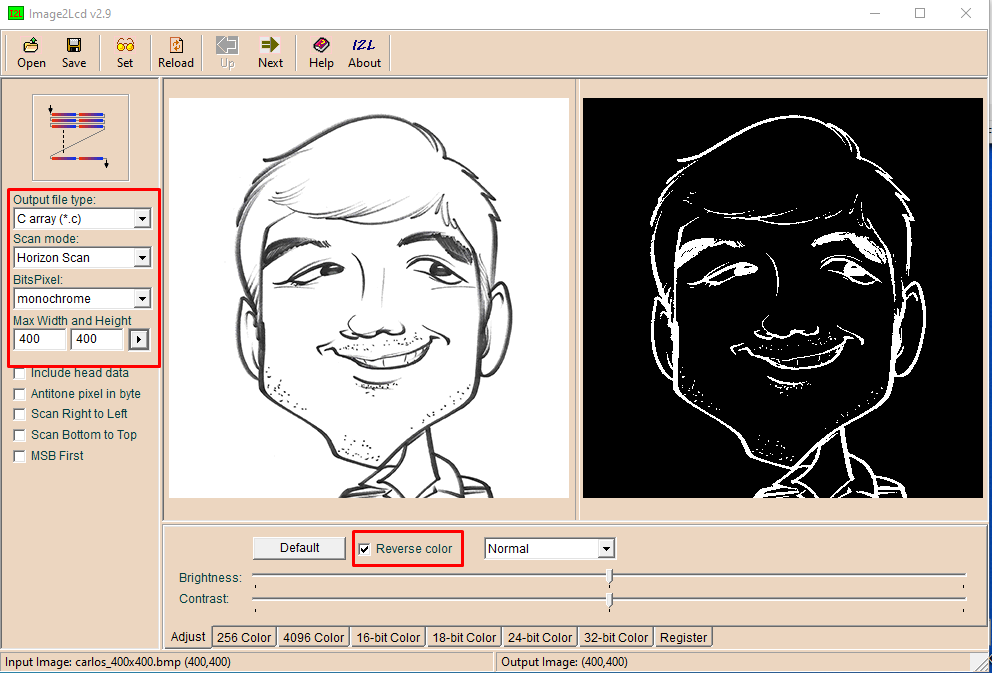 I2L Image2Lcd v2.9
Open Save Set Reload Up Next Help I2L About
Output file type:
C array (*.c)
Scan mode:
Horizon Scan
BitsPixel:
monochrome
Max Width and Height
400 400
Include head data
Antitone pixel in byte
Scan Right to Left
Scan Bottom to Top
MSB First
Default Reverse color Normal
Brightness:
Contrast:
Adjust 256 Color 4096 Color 16-bit Color 18-bit Color 24-bit Color 32-bit Color Register
Input Image: carlos_400x400.bmp (400,400) Output Image: (400,400)